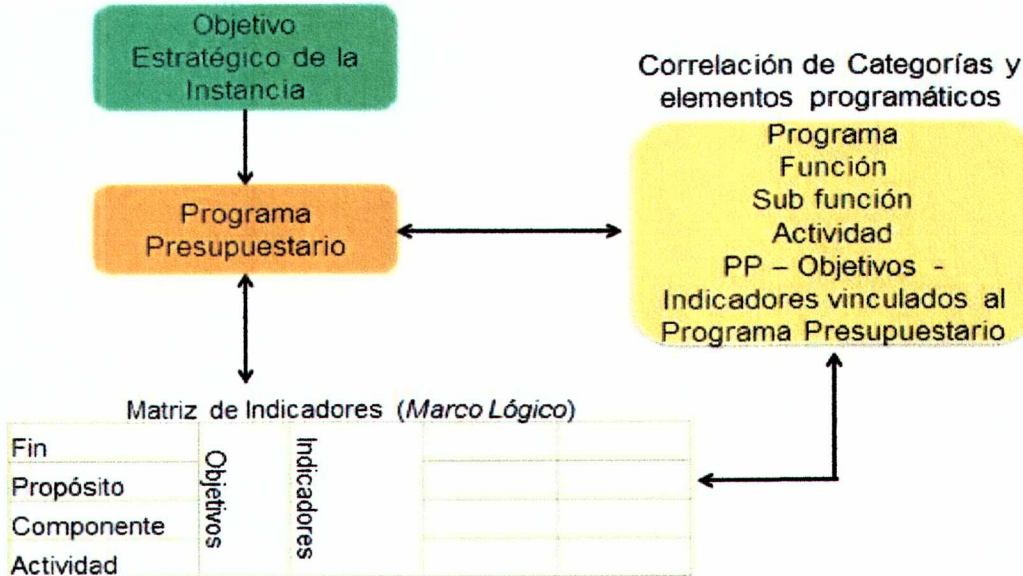 Objetivo
Estratégico de la
Instancia
Correlación de Categorías y
elementos programáticos
Programa
Función
Sub función
Actividad
PP – Objetivos -
Indicadores vinculados al
Programa Presupuestario
Programa
Presupuestario
Matriz de Indicadores (Marco Lógico)
Fin
Propósito
Componente
Actividad
Objetivos
Indicadores